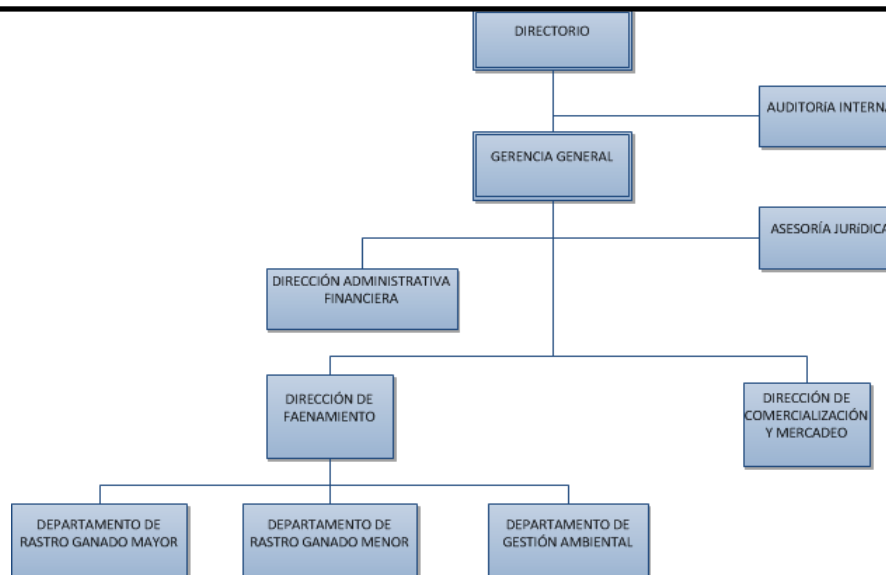 DIRECTORIO
AUDITORíA INTERNA
GERENCIA GENERAL
ASESORÍA JURíDICA
DIRECCIÓN ADMINISTRATIVA
FINANCIERA
DIRECCIÓN DE
FAENAMIENTO
DIRECCIÓN DE
COMERCIALIZACIÓN
Y MERCADEO
DEPARTAMENTO DE
RASTRO GANADO MAYOR
DEPARTAMENTO DE
RASTRO GANADO MENOR
DEPARTAMENTO DE
GESTIÓN AMBIENTAL